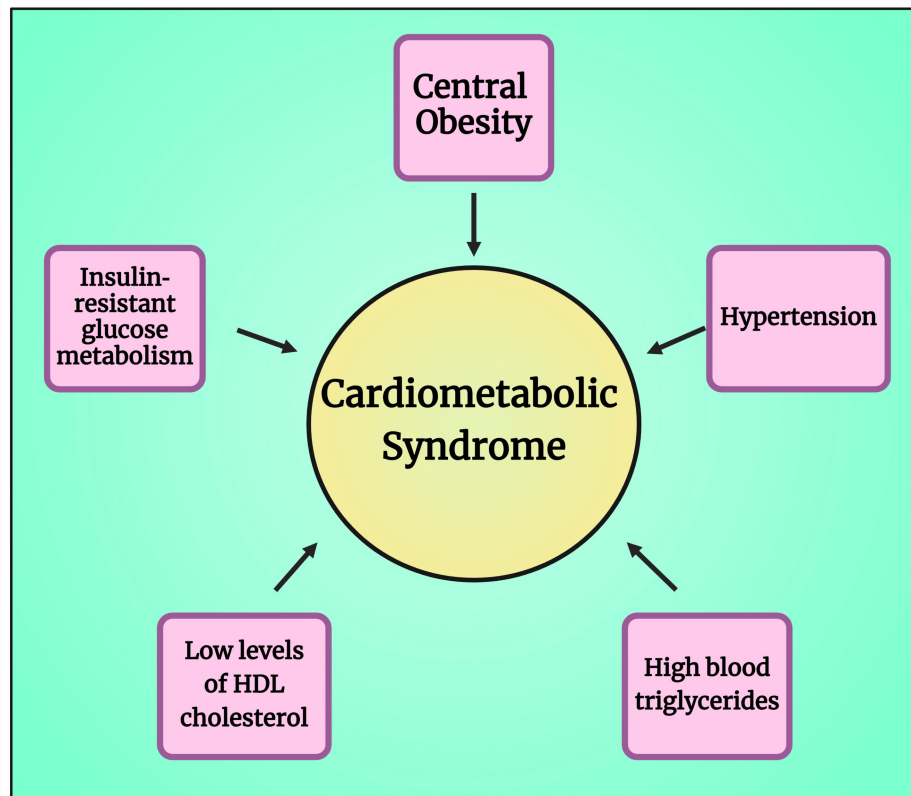 Central
Obesity
Insulin-
resistant
glucose
metabolism
Hypertension
Cardiometabolic
Syndrome
Low levels
of HDL
cholesterol
High blood
triglycerides